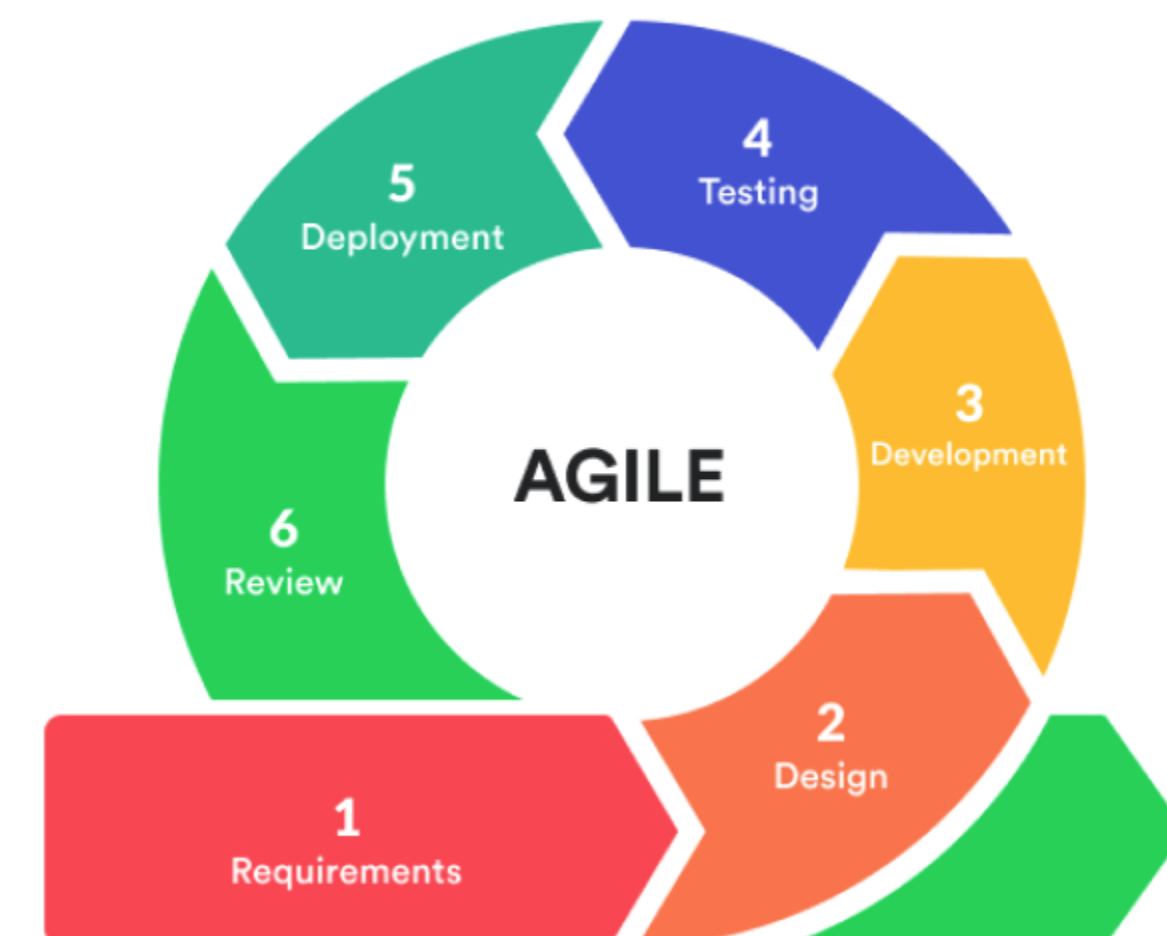 4
Testing
5
Deployment
3
Development
AGILE
6
Review
2
Design
1
Requirements